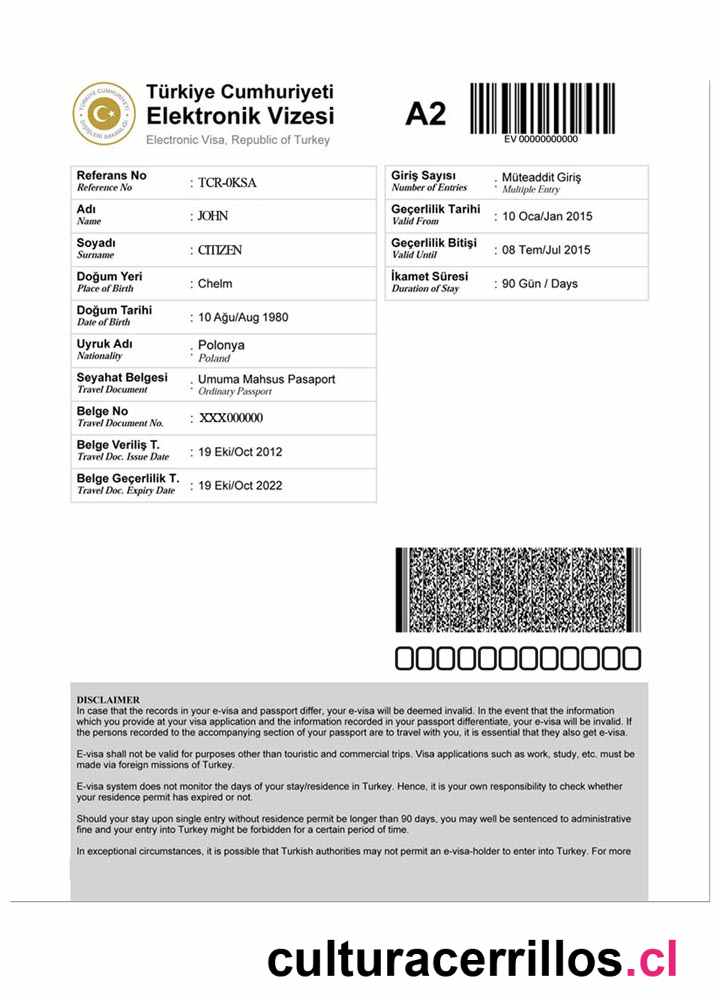 TÜRKİYE CUMHURİYETİ
DIŞİŞLERİ BAKANLIĞI
Türkiye Cumhuriyeti
Elektronik Vizesi
Electronic Visa, Republic of Turkey
A2
EV 00000000000
Referans No
Reference No
: TCR-0KSA
Adı
Name
: JOHN
Soyadı
Surname
: CITIZEN
Doğum Yeri
Place of Birth
: Chelm
Doğum Tarihi
Date of Birth
: 10 Ağu/Aug 1980
Uyruk Adı
Nationality
: Polonya
Poland
Seyahat Belgesi
Travel Document
: Umuma Mahsus Pasaport
Ordinary Passport
Belge No
Travel Document No.
: XXX000000
Belge Veriliş T.
Travel Doc. Issue Date
: 19 Eki/Oct 2012
Belge Geçerlilik T.
Travel Doc. Expiry Date
: 19 Eki/Oct 2022
Giriş Sayısı
Number of Entries
: Müteaddit Giriş
Multiple Entry
Geçerlilik Tarihi
Valid From
: 10 Oca/Jan 2015
Geçerlilik Bitişi
Valid Until
: 08 Tem/Jul 2015
İkamet Süresi
Duration of Stay
: 90 Gün / Days
000000000000
DISCLAIMER
In case that the records in your e-visa and passport differ, your e-visa will be deemed invalid. In the event that the information
which you provide at your visa application and the information recorded in your passport differentiate, your e-visa will be invalid. If
the persons recorded to the accompanying section of your passport are to travel with you, it is essential that they also get e-visa.
E-visa shall not be valid for purposes other than touristic and commercial trips. Visa applications such as work, study, etc. must be
made via foreign missions of Turkey.
E-visa system does not monitor the days of your stay/residence in Turkey. Hence, it is your own responsibility to check whether
your residence permit has expired or not.
Should your stay upon single entry without residence permit be longer than 90 days, you may well be sentenced to administrative
fine and your entry into Turkey might be forbidden for a certain period of time.
In exceptional circumstances, it is possible that Turkish authorities may not permit an e-visa-holder to enter into Turkey. For more
culturacerrillos.cl